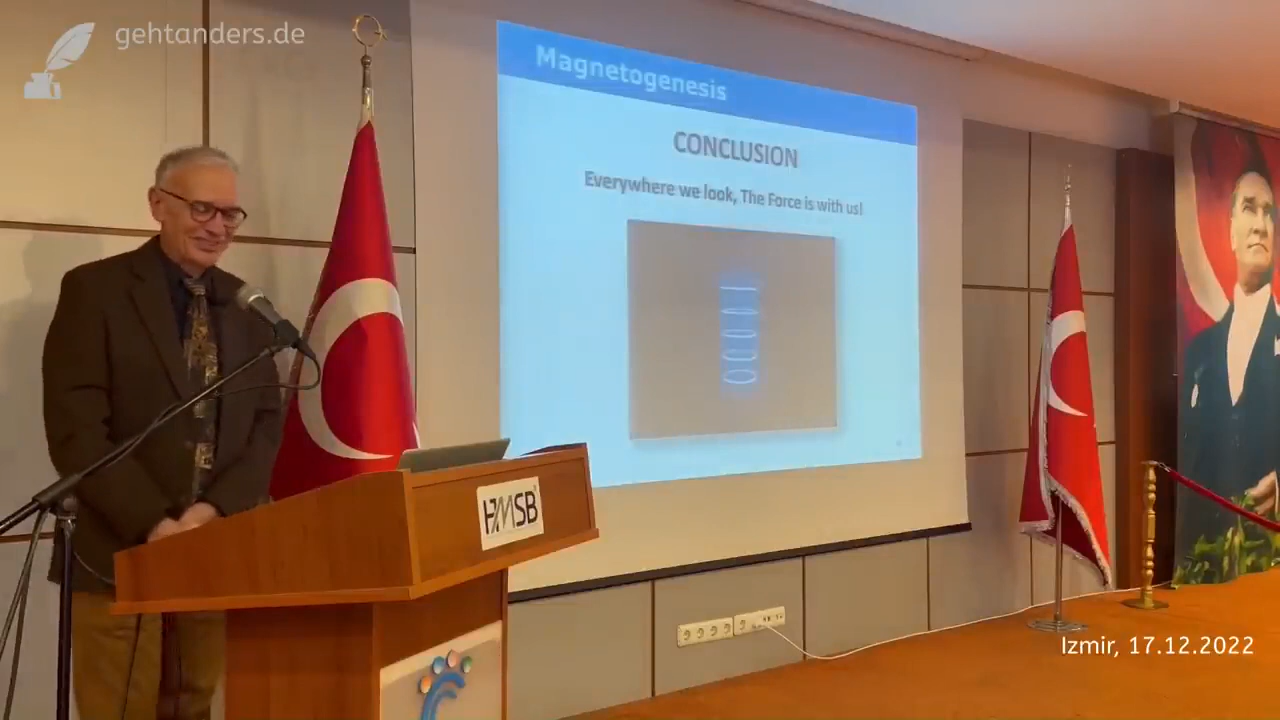 gehtanders.de
Magnetogenesis
CONCLUSION
Everywhere we look, The Force is with us!
HMSB
Izmir, 17.12.2022